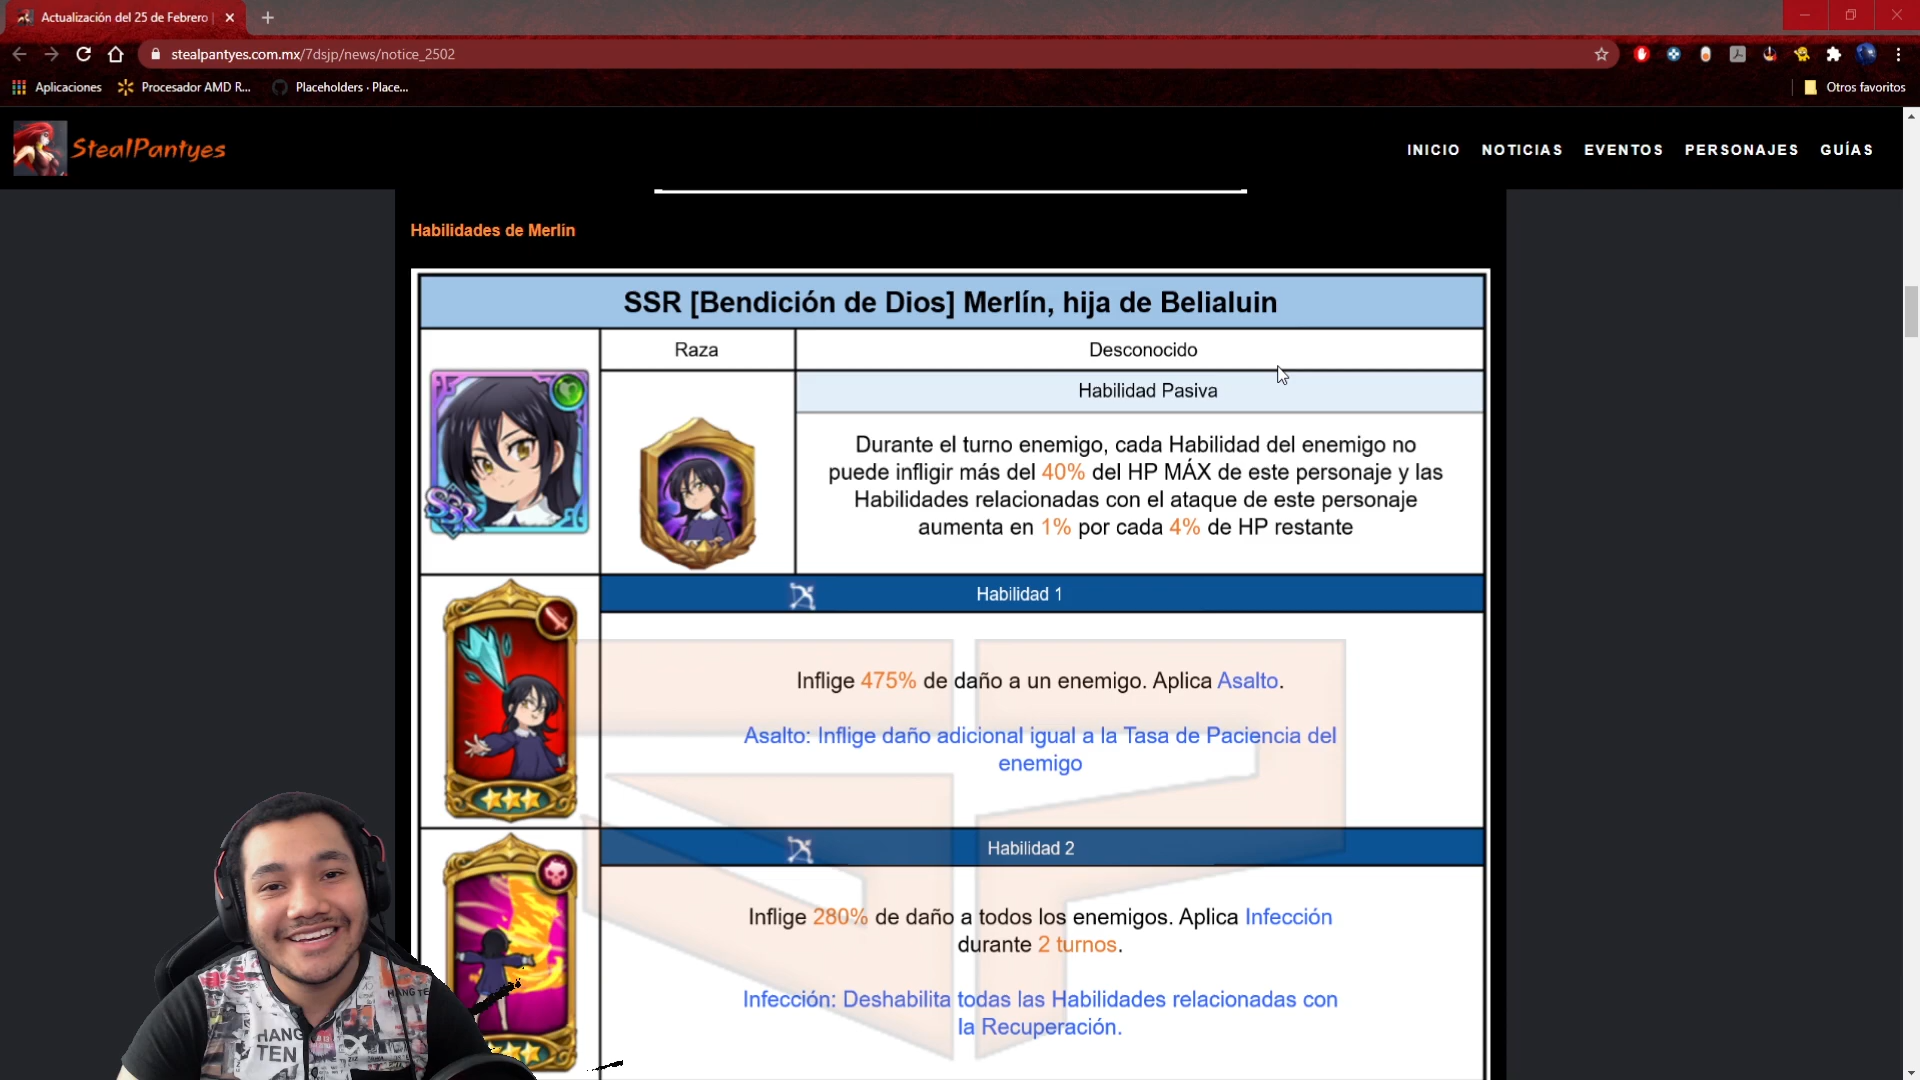 Actualización del 25 de Febrero |
stealpantyes.com.mx/7dsjp/news/notice_2502
Aplicaciones
Procesador AMD R...
Placeholders · Place...
Otros favoritos
StealPantyes
INICIO
NOTICIAS
EVENTOS
PERSONAJES
GUÍAS
Habilidades de Merlín
SSR [Bendición de Dios] Merlín, hija de Belialuin
Raza
Desconocido
Habilidad Pasiva
Durante el turno enemigo, cada Habilidad del enemigo no
puede infligir más del 40% del HP MÁX de este personaje y las
Habilidades relacionadas con el ataque de este personaje
aumenta en 1% por cada 4% de HP restante
SSR
Habilidad 1
Inflige 475% de daño a un enemigo. Aplica Asalto.
Asalto: Inflige daño adicional igual a la Tasa de Paciencia del
enemigo
Habilidad 2
Inflige 280% de daño a todos los enemigos. Aplica Infección
durante 2 turnos.
Infección: Deshabilita todas las Habilidades relacionadas con
la Recuperación.
HANG TEN
HANG
TEN